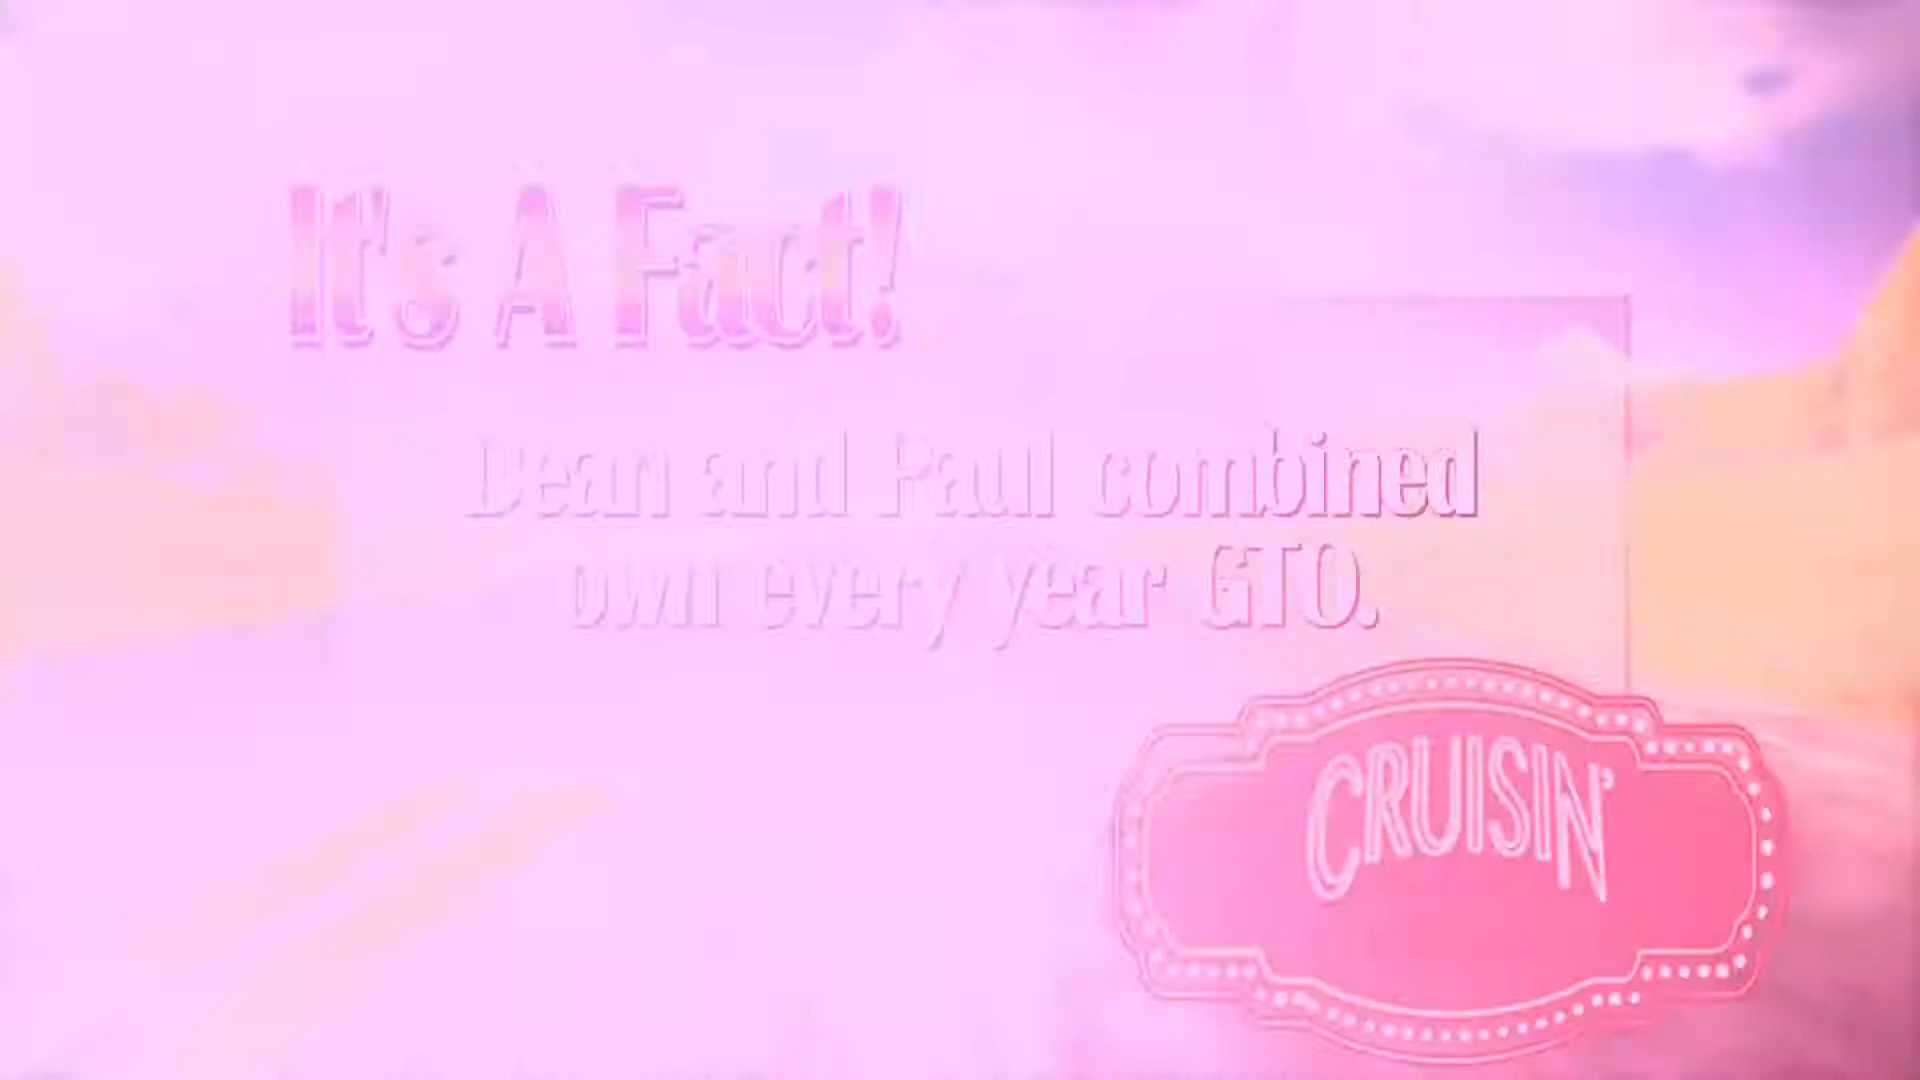 It's A Fact!
Dean and Paul combined
own every year GTO.
CRUISIN'